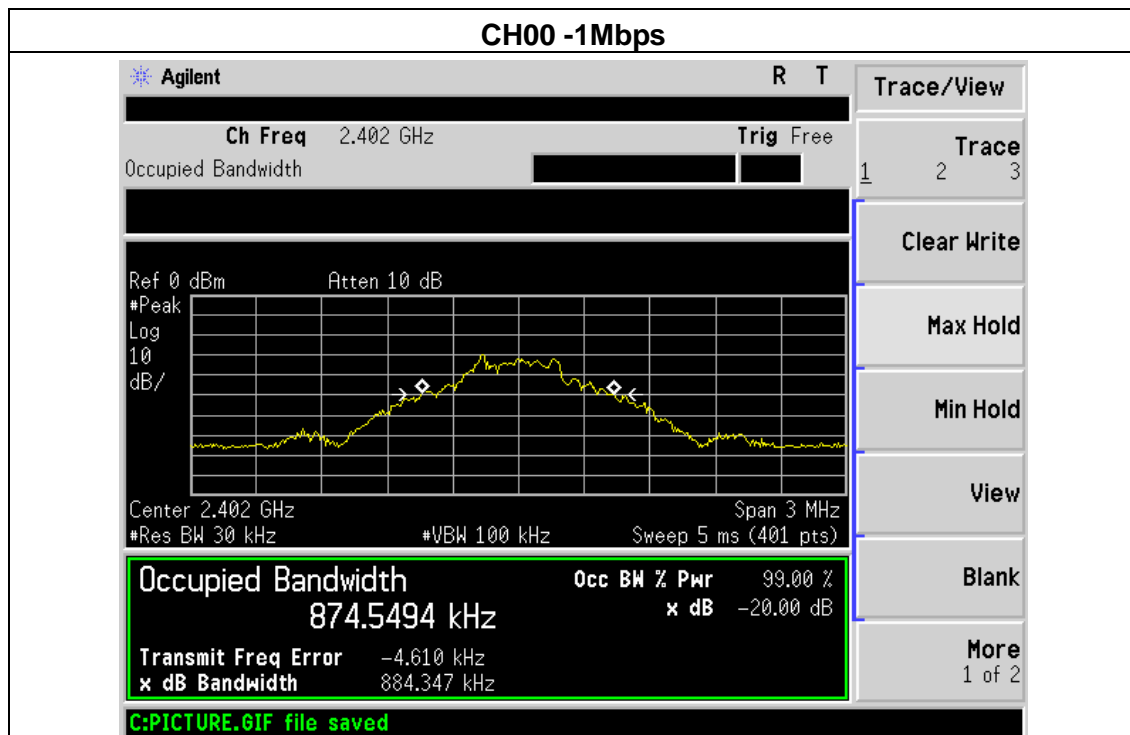 CH00 -1Mbps
Agilent R T
Ch Freq 2.402 GHz Trig Free
Occupied Bandwidth
Ref 0 dBm Atten 10 dB
#Peak
Log
10
dB/
Center 2.402 GHz Span 3 MHz
#Res BW 30 kHz #VBW 100 kHz Sweep 5 ms (401 pts)
Occupied Bandwidth Occ BW % Pwr 99.00 %
874.5494 kHz x dB -20.00 dB
Transmit Freq Error -4.610 kHz
x dB Bandwidth 884.347 kHz
C:PICTURE.GIF file saved
Trace/View
Trace
1 2 3
Clear Write
Max Hold
Min Hold
View
Blank
More
1 of 2